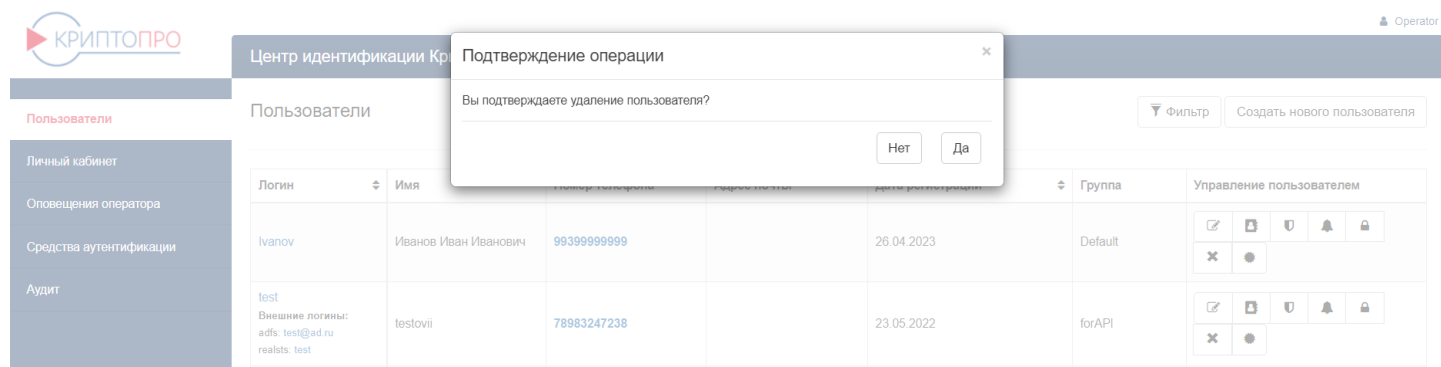 КРИПТОПРО
Operator
Центр идентификации Кр
Подтверждение операции
×
Вы подтверждаете удаление пользователя?
Нет
Да
Пользователи
Личный кабинет
Оповещения оператора
Средства аутентификации
Аудит
Пользователи
Фильтр
Создать нового пользователя
Логин
Имя
Номер телефона
Адрес почты
Дата регистрации
Группа
Управление пользователем
Ivanov
Иванов Иван Иванович
99399999999
26.04.2023
Default
test
Внешние логины:
adfs: test@ad.ru
realsts: test
testovii
78983247238
23.05.2022
forAPI